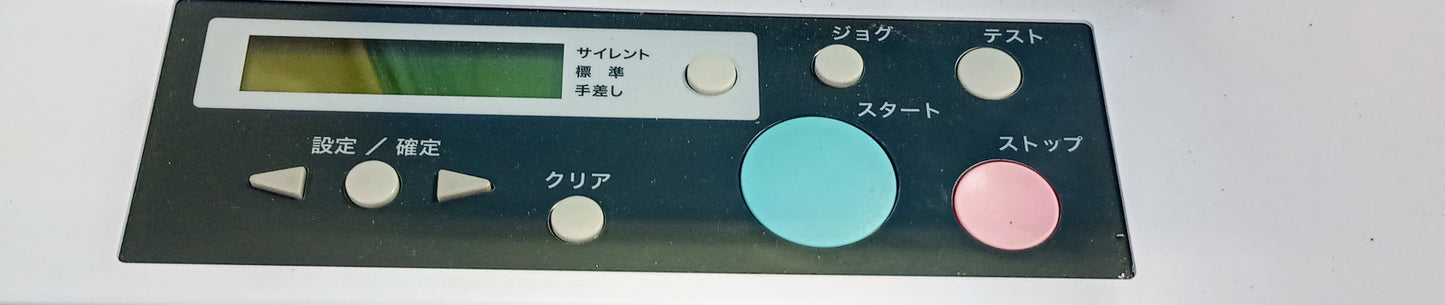 サイレント
標 準
手差し
ジョグ
テスト
スタート
ストップ
設定 / 確定
クリア